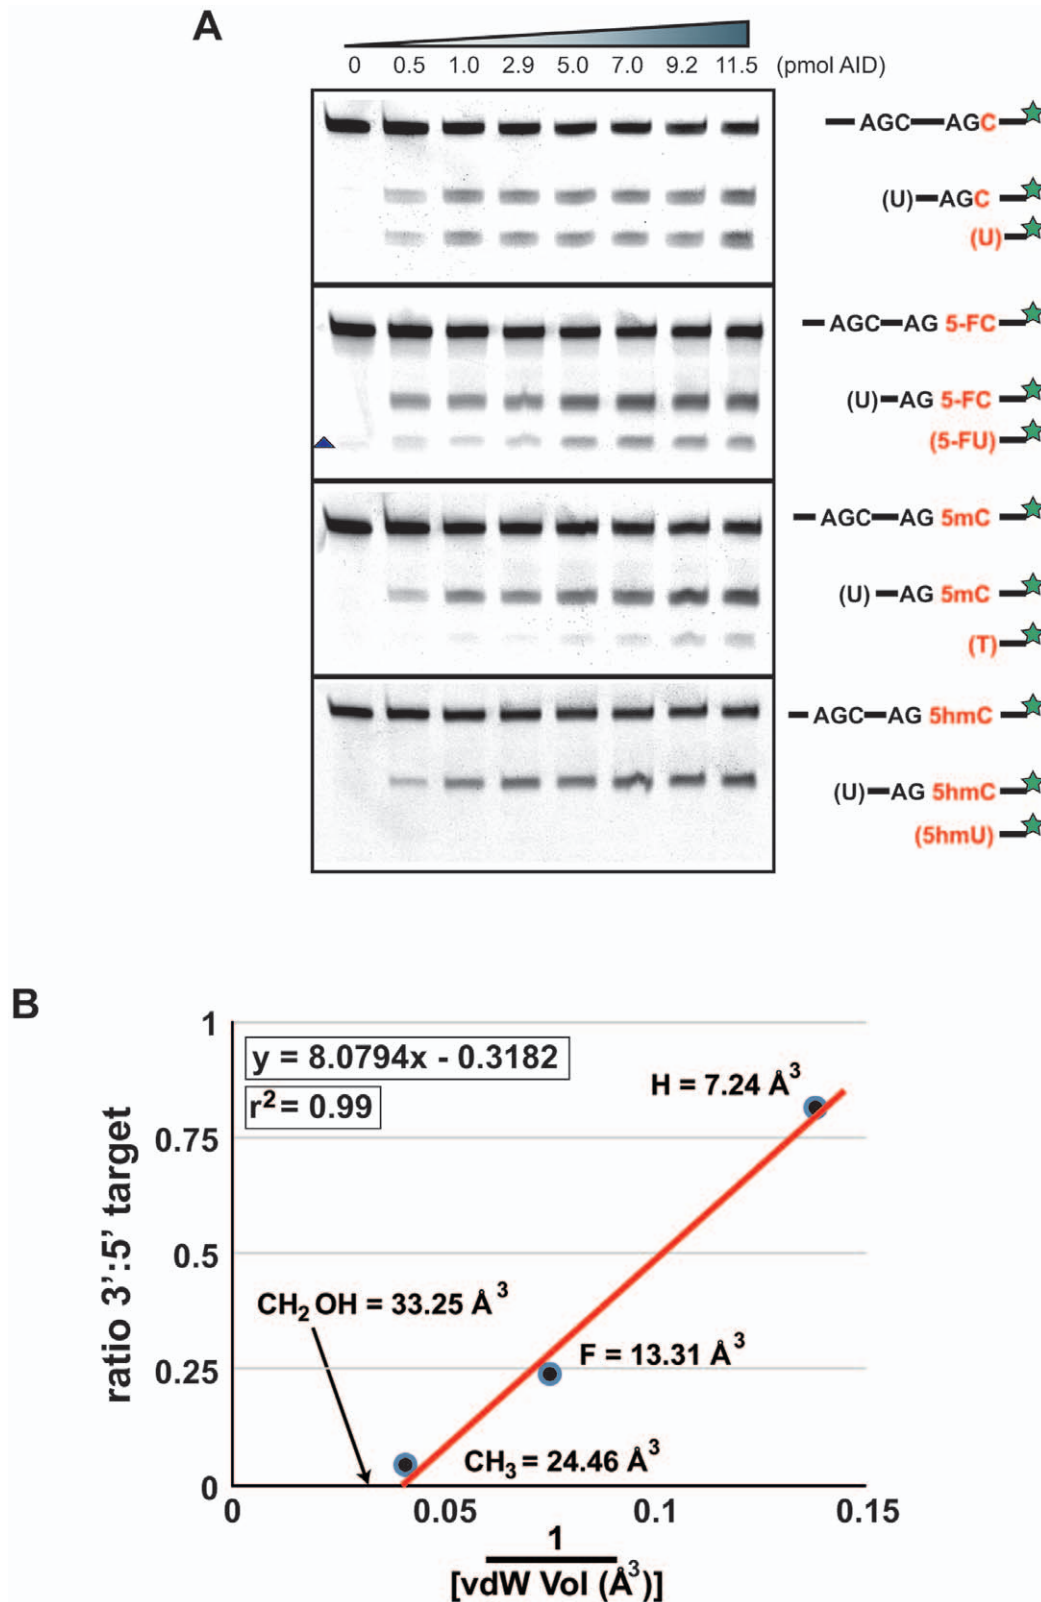 A
0 0.5 1.0 2.9 5.0 7.0 9.2 11.5 (pmol AID)
AGC AGC
(U) AGC
(U)
AGC AG 5-FC
(U) AG 5-FC
(5-FU)
AGC AG 5mC
(U) AG 5mC
(T)
AGC AG 5hmC
(U) AG 5hmC
(5hmU)
B
1
y = 8.0794x - 0.3182
r² = 0.99
H = 7.24 Å³
0.75
ratio 3':5' target
0.5
CH₂ OH = 33.25 Å³
F = 13.31 Å³
0.25
CH₃ = 24.46 Å³
0
0 0.05 0.1 0.15
1
[vdW Vol (Å³)]